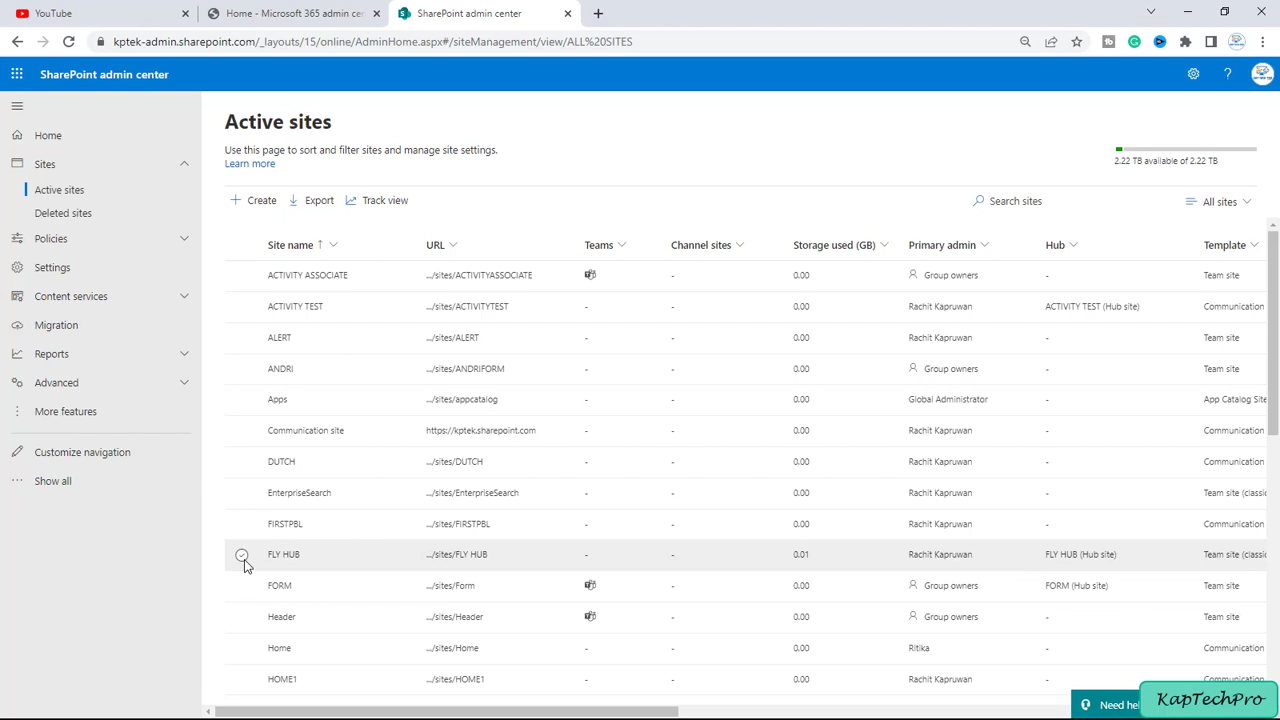 YouTube
Home - Microsoft 365 admin cen
SharePoint admin center
kptek-admin.sharepoint.com/_layouts/15/online/AdminHome.aspx#/siteManagement/view/ALL%20SITES
SharePoint admin center
Home
Sites
Active sites
Deleted sites
Policies
Settings
Content services
Migration
Reports
Advanced
More features
Customize navigation
Show all
Active sites
Use this page to sort and filter sites and manage site settings.
Learn more
2.22 TB available of 2.22 TB
Create Export Track view Search sites All sites
Site name URL Teams Channel sites Storage used (GB) Primary admin Hub Template
ACTIVITY ASSOCIATE .../sites/ACTIVITYASSOCIATE - 0.00 Group owners - Team site
ACTIVITY TEST .../sites/ACTIVITYTEST - - 0.00 Rachit Kapruwan ACTIVITY TEST (Hub site) Communication
ALERT .../sites/ALERT - - 0.00 Rachit Kapruwan - Team site
ANDRI .../sites/ANDRIFORM - - 0.00 Group owners - Team site
Apps .../sites/appcatalog - - 0.00 Global Administrator - App Catalog Site
Communication site https://kptek.sharepoint.com - - 0.00 Rachit Kapruwan - Communication
DUTCH .../sites/DUTCH - - 0.00 Rachit Kapruwan - Communication
EnterpriseSearch .../sites/EnterpriseSearch - - 0.00 Rachit Kapruwan - Team site (classic
FIRSTPBL .../sites/FIRSTPBL - - 0.00 Rachit Kapruwan - Communication
FLY HUB .../sites/FLY HUB - - 0.01 Rachit Kapruwan FLY HUB (Hub site) Team site (classic
FORM .../sites/Form - 0.00 Group owners FORM (Hub site) Team site
Header .../sites/Header - 0.00 Group owners - Team site
Home .../sites/Home - - 0.00 Ritika - Communication
HOME1 .../sites/HOME1 - - 0.00 Rachit Kapruwan - Communication
Need hel
KapTechPro